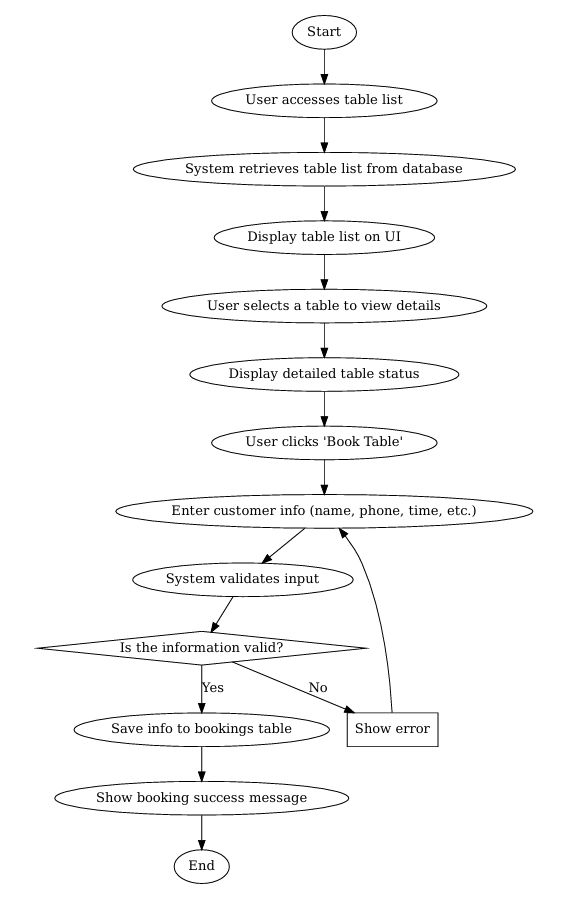 Start
User accesses table list
System retrieves table list from database
Display table list on UI
User selects a table to view details
Display detailed table status
User clicks 'Book Table'
Enter customer info (name, phone, time, etc.)
System validates input
Is the information valid?
Yes
No
Save info to bookings table
Show error
Show booking success message
End